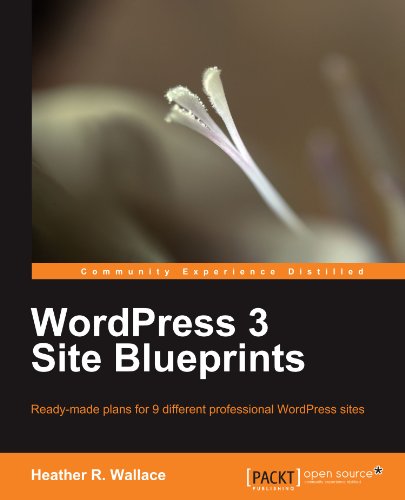 Community Experience Distilled
WordPress 3
Site Blueprints
Ready-made plans for 9 different professional WordPress sites
Heather R. Wallace
[PACKT] open source*
PUBLISHING community experience distilled